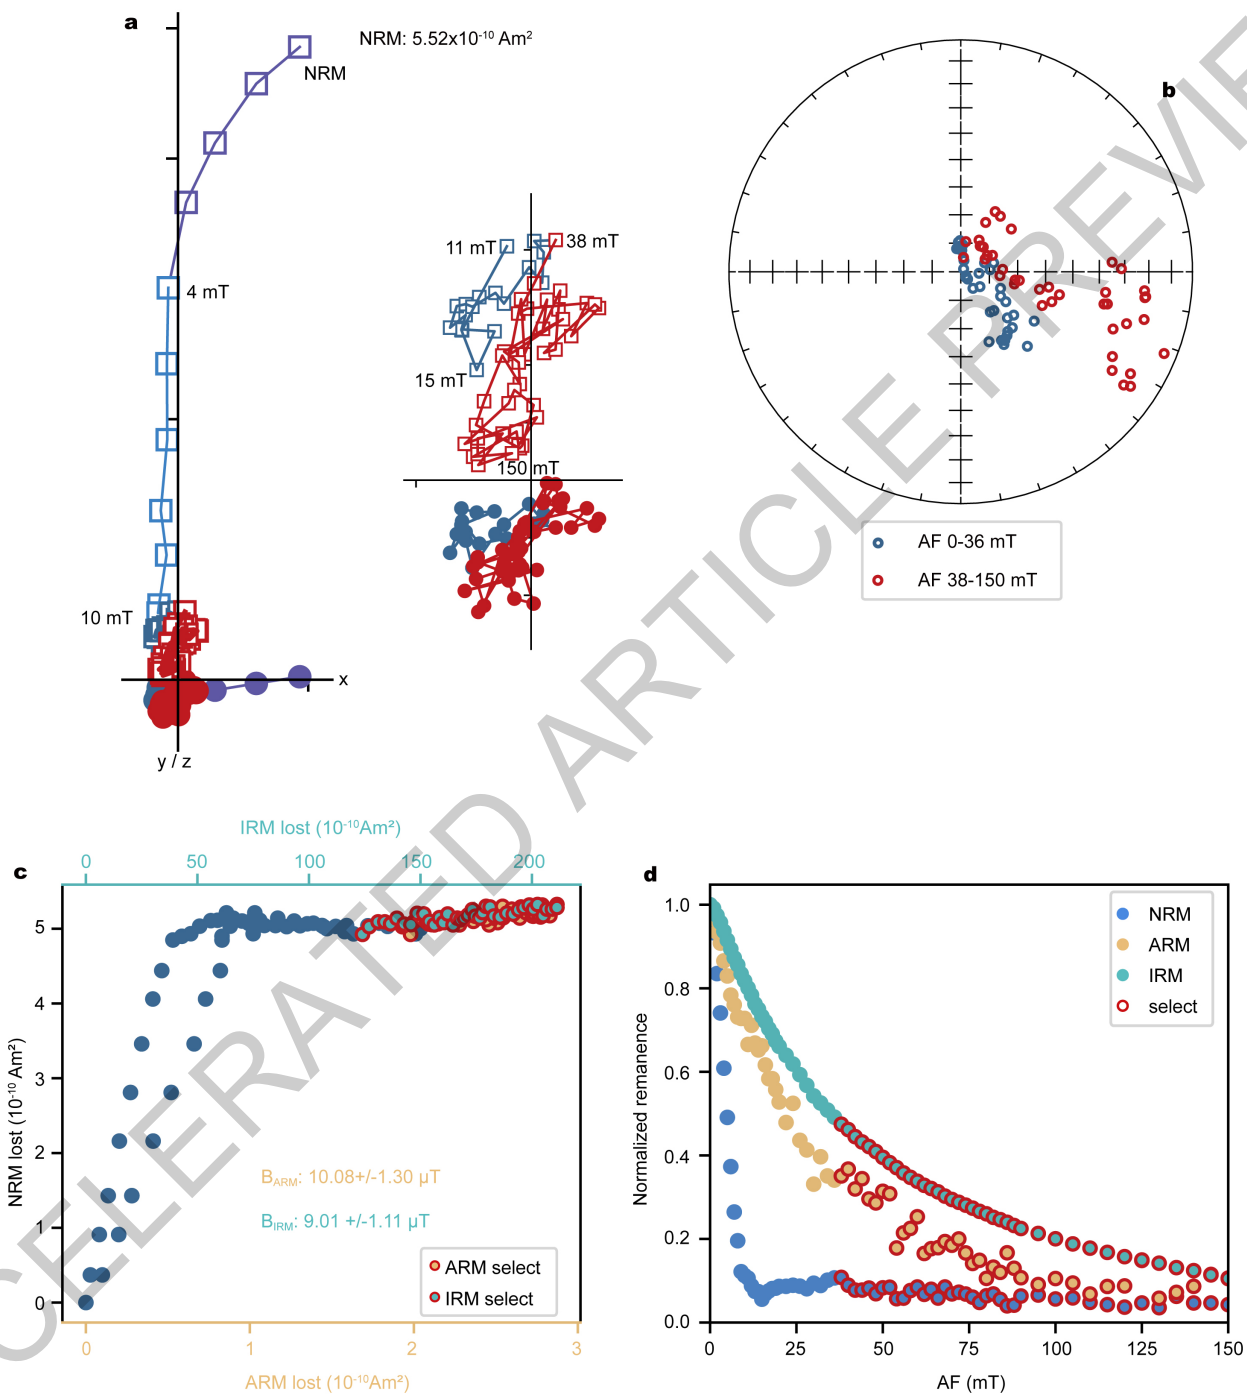 a
NRM: 5.52x10⁻¹⁰ Am²
NRM
4 mT
10 mT
x
y / z
11 mT
38 mT
15 mT
150 mT
b
AF 0-36 mT
AF 38-150 mT
ACCELERATED ARTICLE PREVIEW
c
IRM lost (10⁻¹⁰Am²)
0 50 100 150 200
NRM lost (10⁻¹⁰ Am²)
5
4
3
2
1
0
B_ARM: 10.08+/-1.30 µT
B_IRM: 9.01 +/-1.11 µT
ARM select
IRM select
0 1 2 3
ARM lost (10⁻¹⁰Am²)
d
Normalized remanence
1.0
0.8
0.6
0.4
0.2
0.0
NRM
ARM
IRM
select
0 25 50 75 100 125 150
AF (mT)